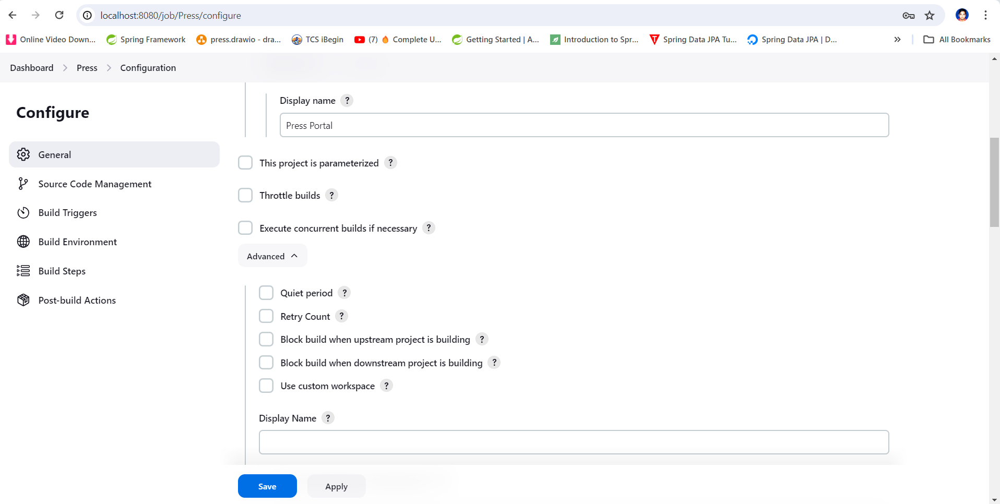 localhost:8080/job/Press/configure
Online Video Down... Spring Framework press.drawio - dra... TCS iBegin (7) 🔥 Complete U... Getting Started | A... Introduction to Spr... Spring Data JPA Tu... Spring Data JPA | D... » All Bookmarks
Dashboard > Press > Configuration
Configure
General
Source Code Management
Build Triggers
Build Environment
Build Steps
Post-build Actions
Display name ?
Press Portal
This project is parameterized ?
Throttle builds ?
Execute concurrent builds if necessary ?
Advanced
Quiet period ?
Retry Count ?
Block build when upstream project is building ?
Block build when downstream project is building ?
Use custom workspace ?
Display Name ?
Save Apply